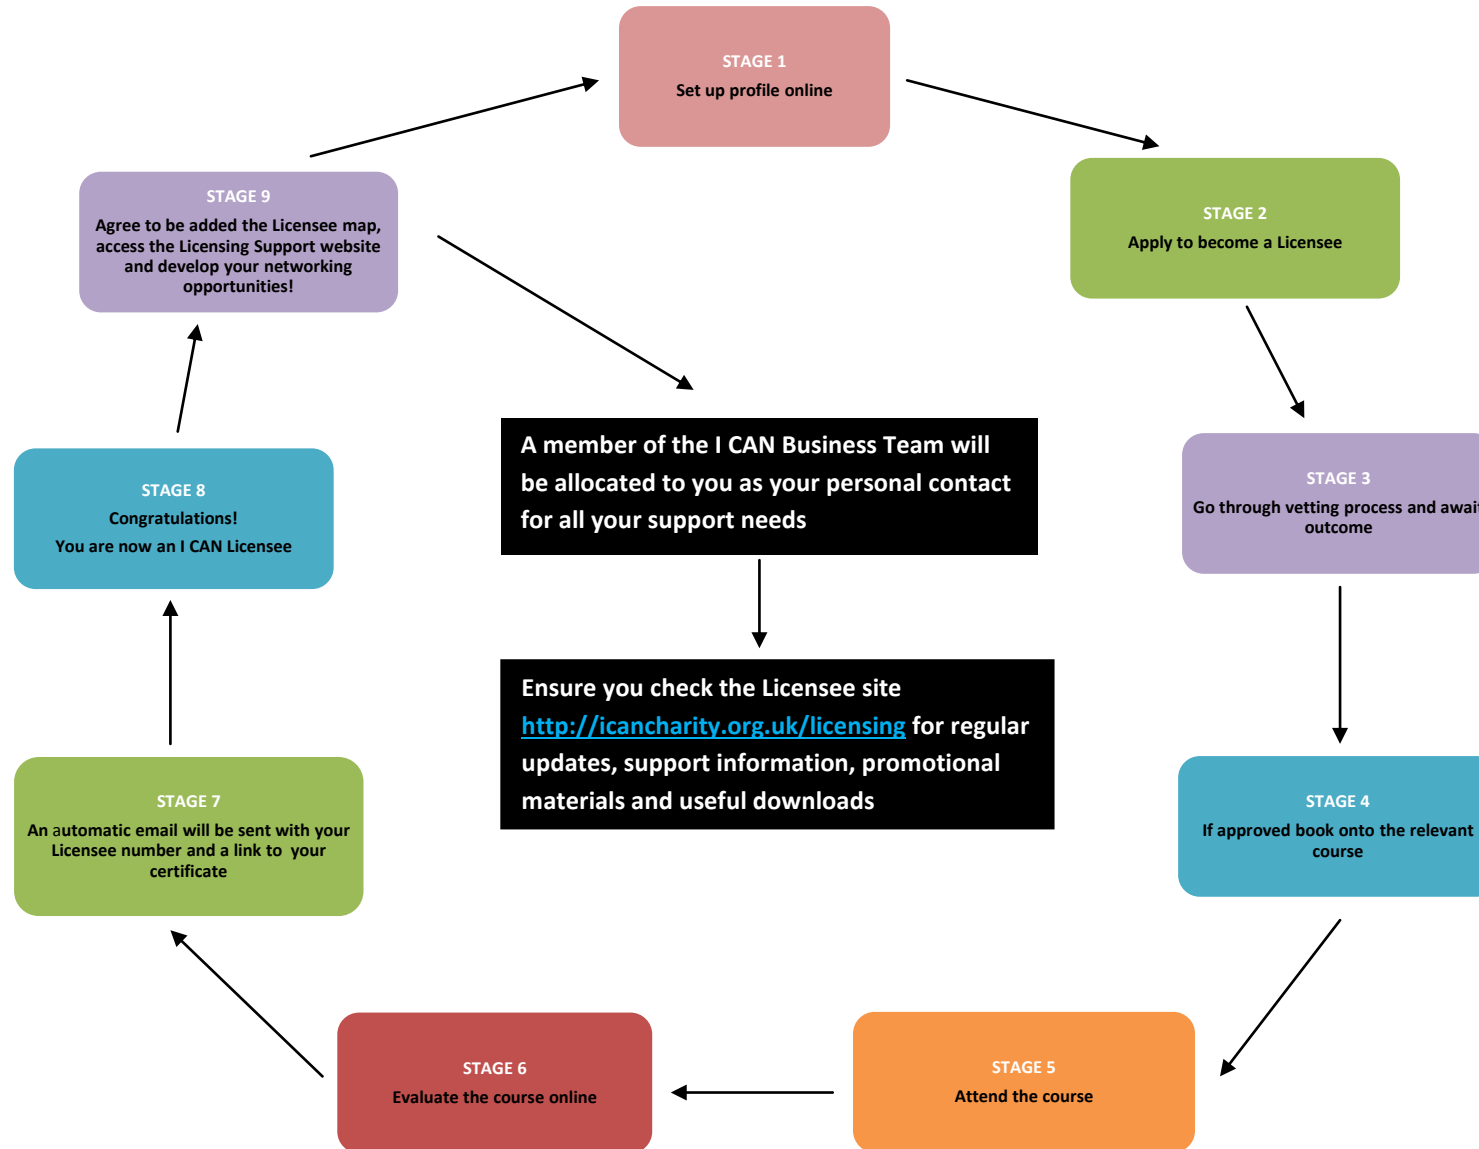 STAGE 1
Set up profile online
STAGE 2
Apply to become a Licensee
STAGE 3
Go through vetting process and await
outcome
STAGE 4
If approved book onto the relevant
course
STAGE 5
Attend the course
STAGE 6
Evaluate the course online
STAGE 7
An automatic email will be sent with your
Licensee number and a link to your
certificate
STAGE 8
Congratulations!
You are now an I CAN Licensee
STAGE 9
Agree to be added the Licensee map,
access the Licensing Support website
and develop your networking
opportunities!
A member of the I CAN Business Team will
be allocated to you as your personal contact
for all your support needs
Ensure you check the Licensee site
http://icancharity.org.uk/licensing for regular
updates, support information, promotional
materials and useful downloads